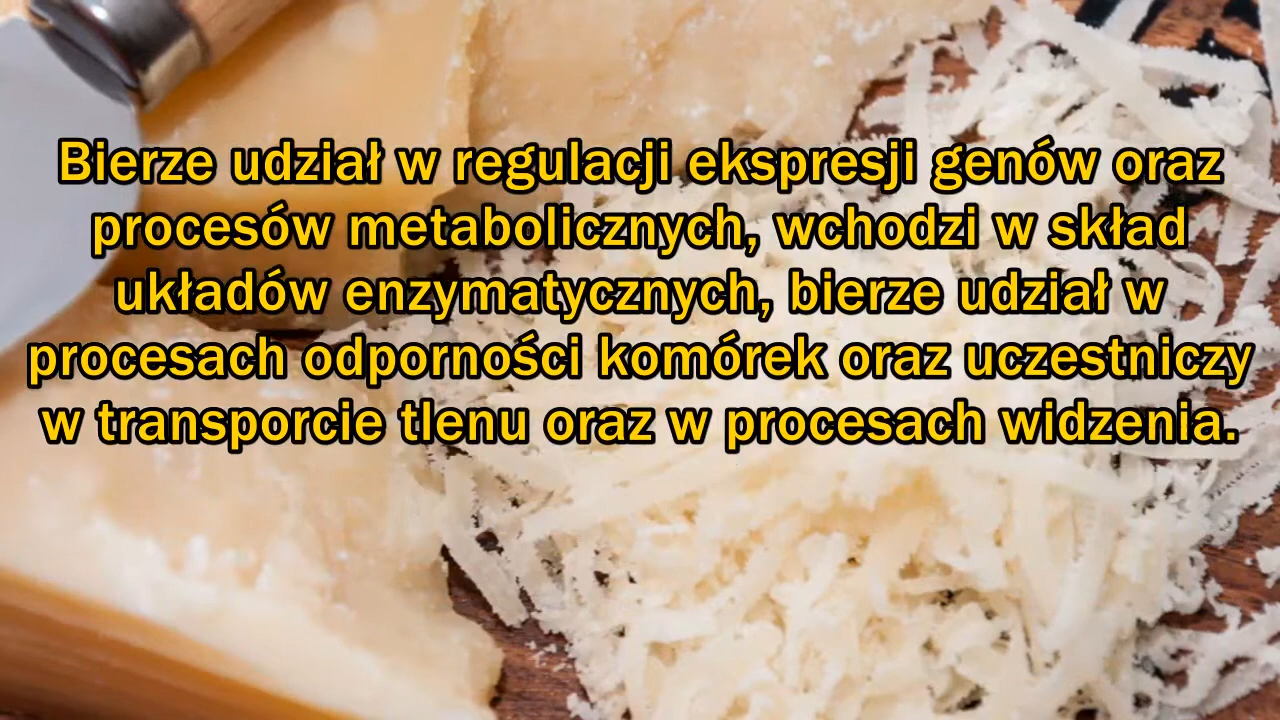 Bierze udział w regulacji ekspresji genów oraz
procesów metabolicznych, wchodzi w skład
układów enzymatycznych, bierze udział w
procesach odporności komórek oraz uczestniczy
w transporcie tlenu oraz w procesach widzenia.